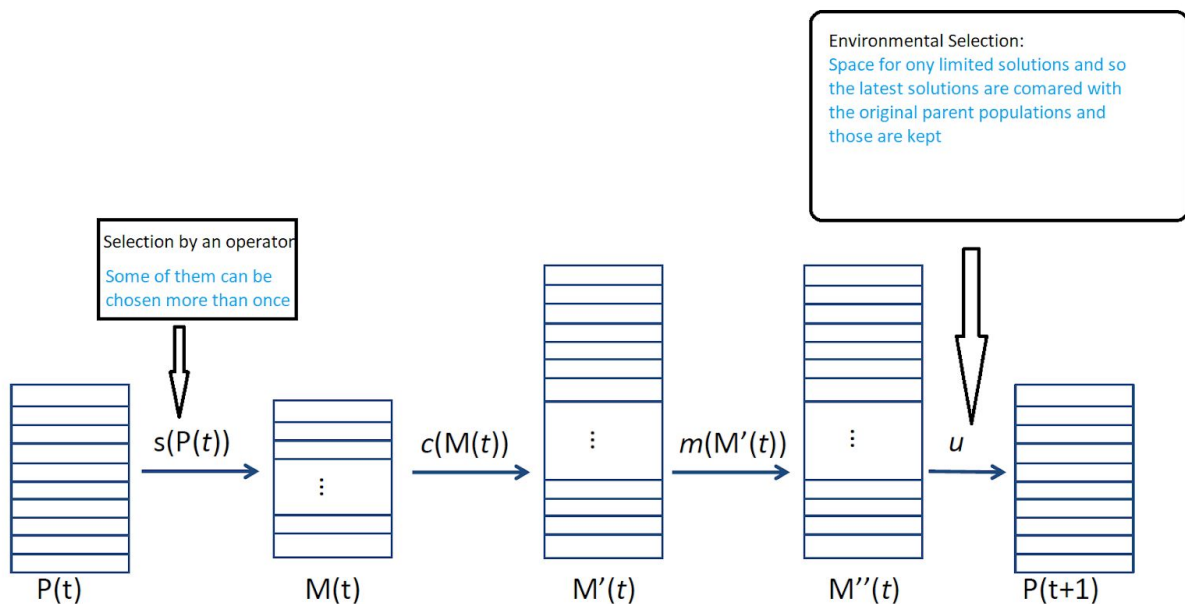 Environmental Selection:
Space for ony limited solutions and so
the latest solutions are comared with
the original parent populations and
those are kept
Selection by an operator
Some of them can be
chosen more than once
s(P(t))
c(M(t))
⋮
m(M'(t))
⋮
u
⋮
P(t)
M(t)
M'(t)
M''(t)
P(t+1)